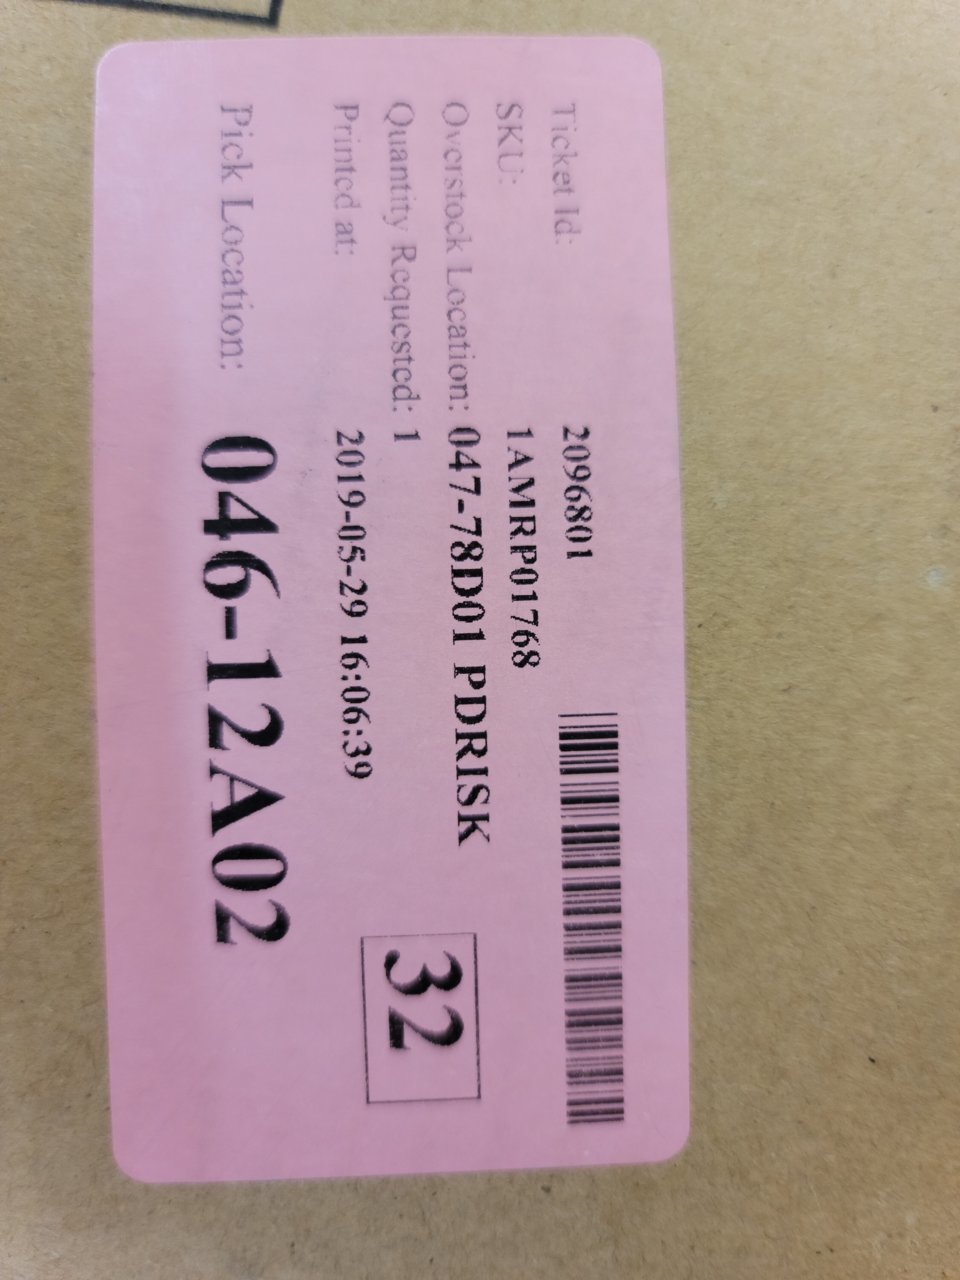 Ticket Id: 2096801
SKU: 1AMRP01768
Overstock Location: 047-78D01 PDRISK
Quantity Requested: 1
Printed at: 2019-05-29 16:06:39
32
Pick Location: 046-12A02